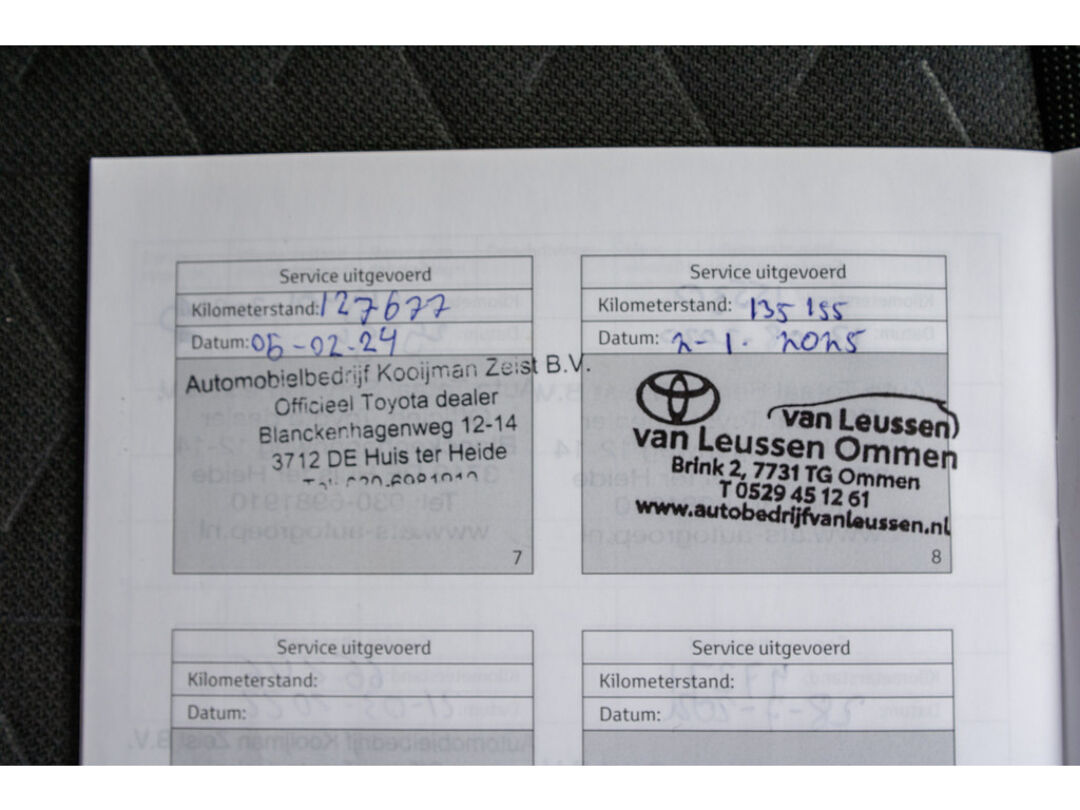 Service uitgevoerd
Kilometerstand: 127677
Datum: 06-02-24
Automobielbedrijf Kooijman Zeist B.V.
Officieel Toyota dealer
Blanckenhagenweg 12-14
3712 DE Huis ter Heide
7
Service uitgevoerd
Kilometerstand: 135 155
Datum: 2-1. 2025
van Leussen
van Leussen Ommen
Brink 2, 7731 TG Ommen
T 0529 45 12 61
www.autobedrijfvanleussen.nl
8
Service uitgevoerd
Kilometerstand:
Datum:
Service uitgevoerd
Kilometerstand:
Datum: